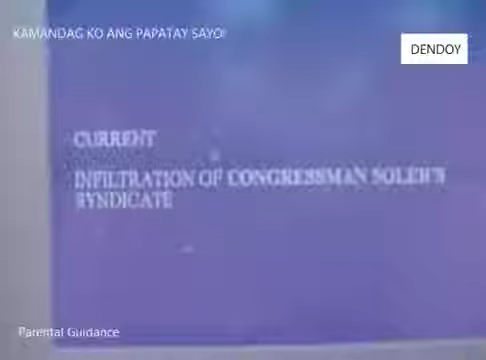 KAMANDAG KO ANG PAPATAY SAYO!
DENDOY
CURRENT
INFILTRATION OF CONGRESSMAN SOLER'S
SYNDICATE
Parental Guidance